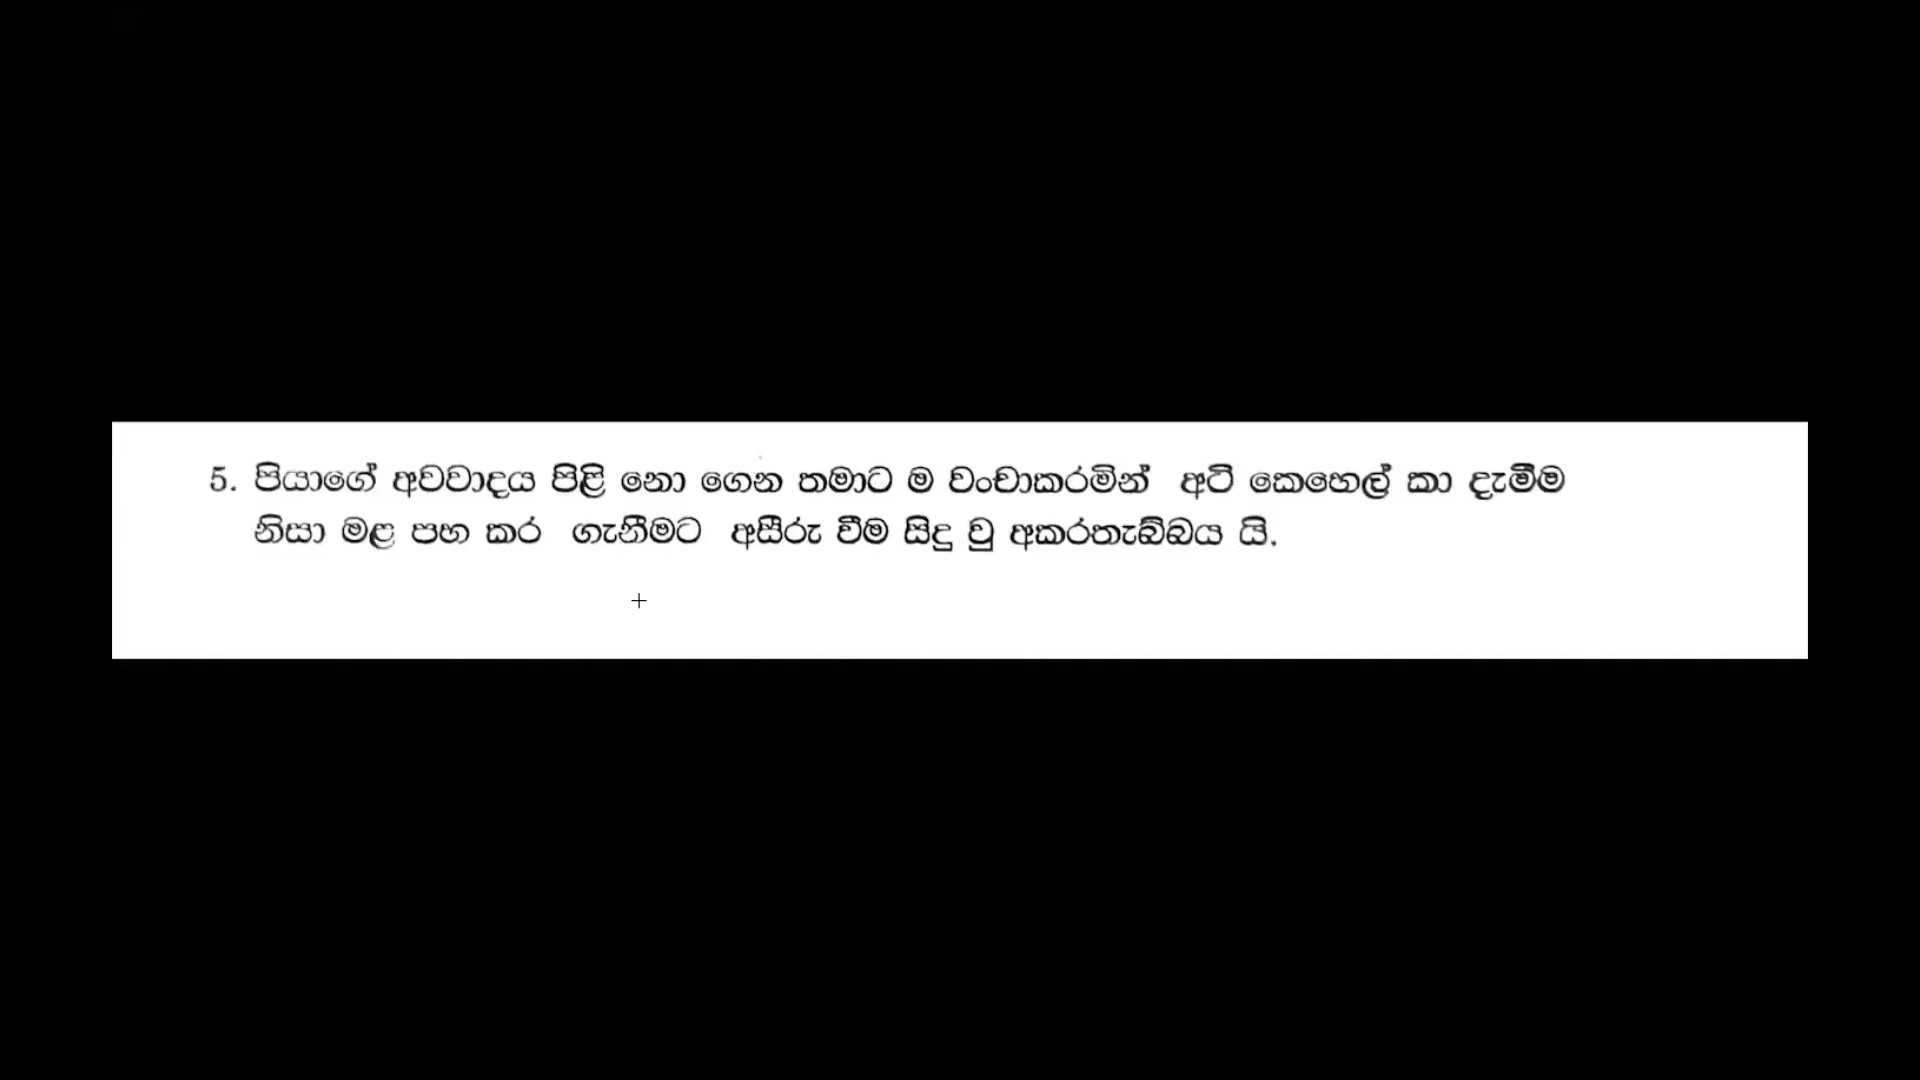 5. පියාගේ අවවාදය පිළි නො ගෙන තමාට ම වංචාකරමින් අටි කෙහෙල් කා දැමීම
නිසා මළ පහ කර ගැනීමට අසීරු වීම සිදු වු අකරතැබ්බය යි.